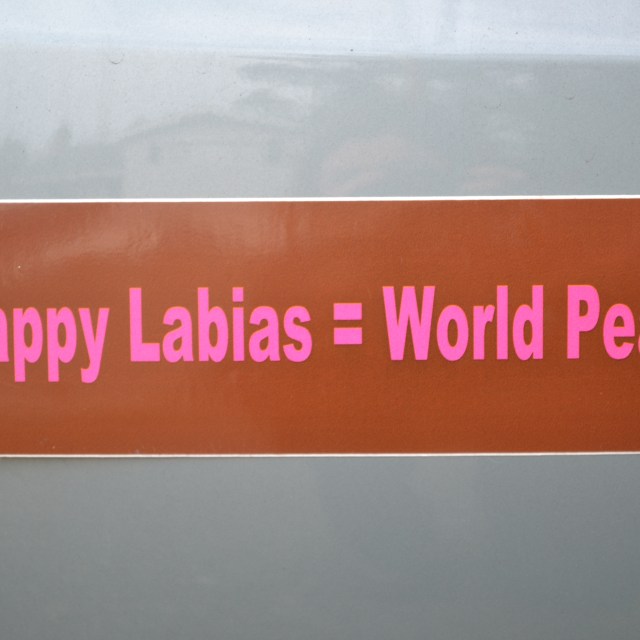 appy Labias = World Pe